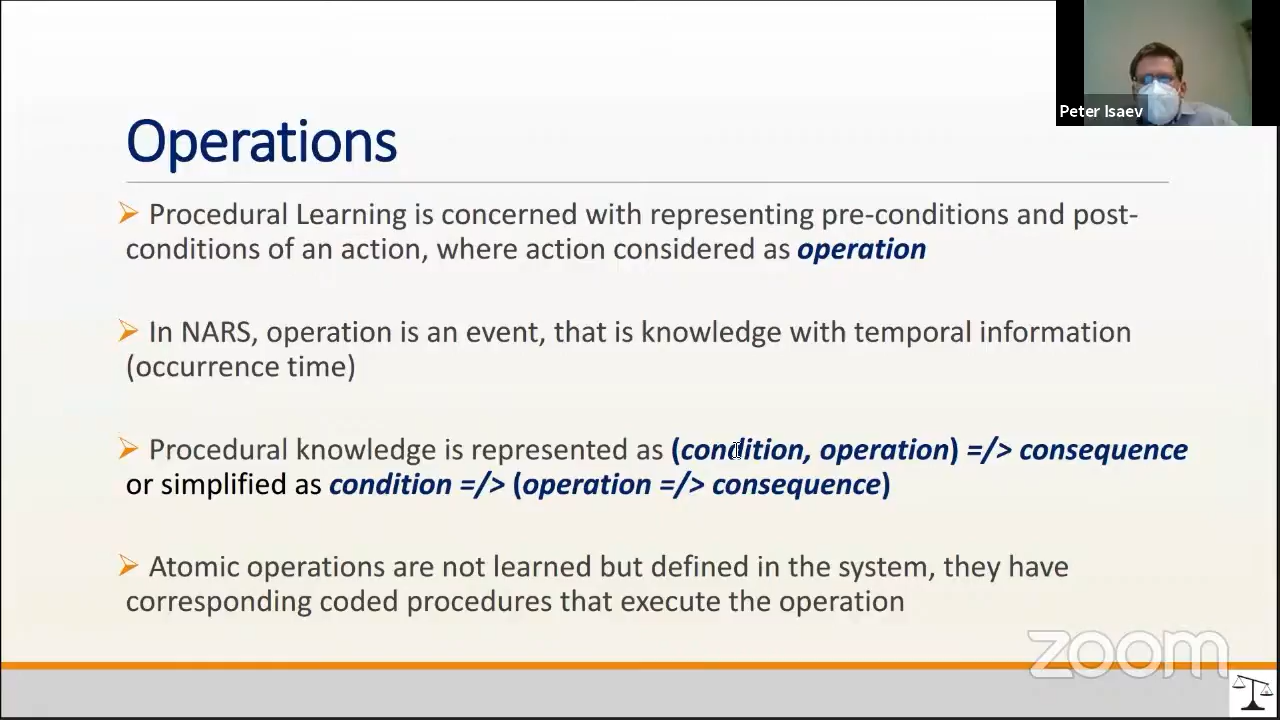 Peter Isaev
Operations
➢ Procedural Learning is concerned with representing pre-conditions and post-
conditions of an action, where action considered as operation
➢ In NARS, operation is an event, that is knowledge with temporal information
(occurrence time)
➢ Procedural knowledge is represented as (condition, operation) =/> consequence
or simplified as condition =/> (operation =/> consequence)
➢ Atomic operations are not learned but defined in the system, they have
corresponding coded procedures that execute the operation
zoom